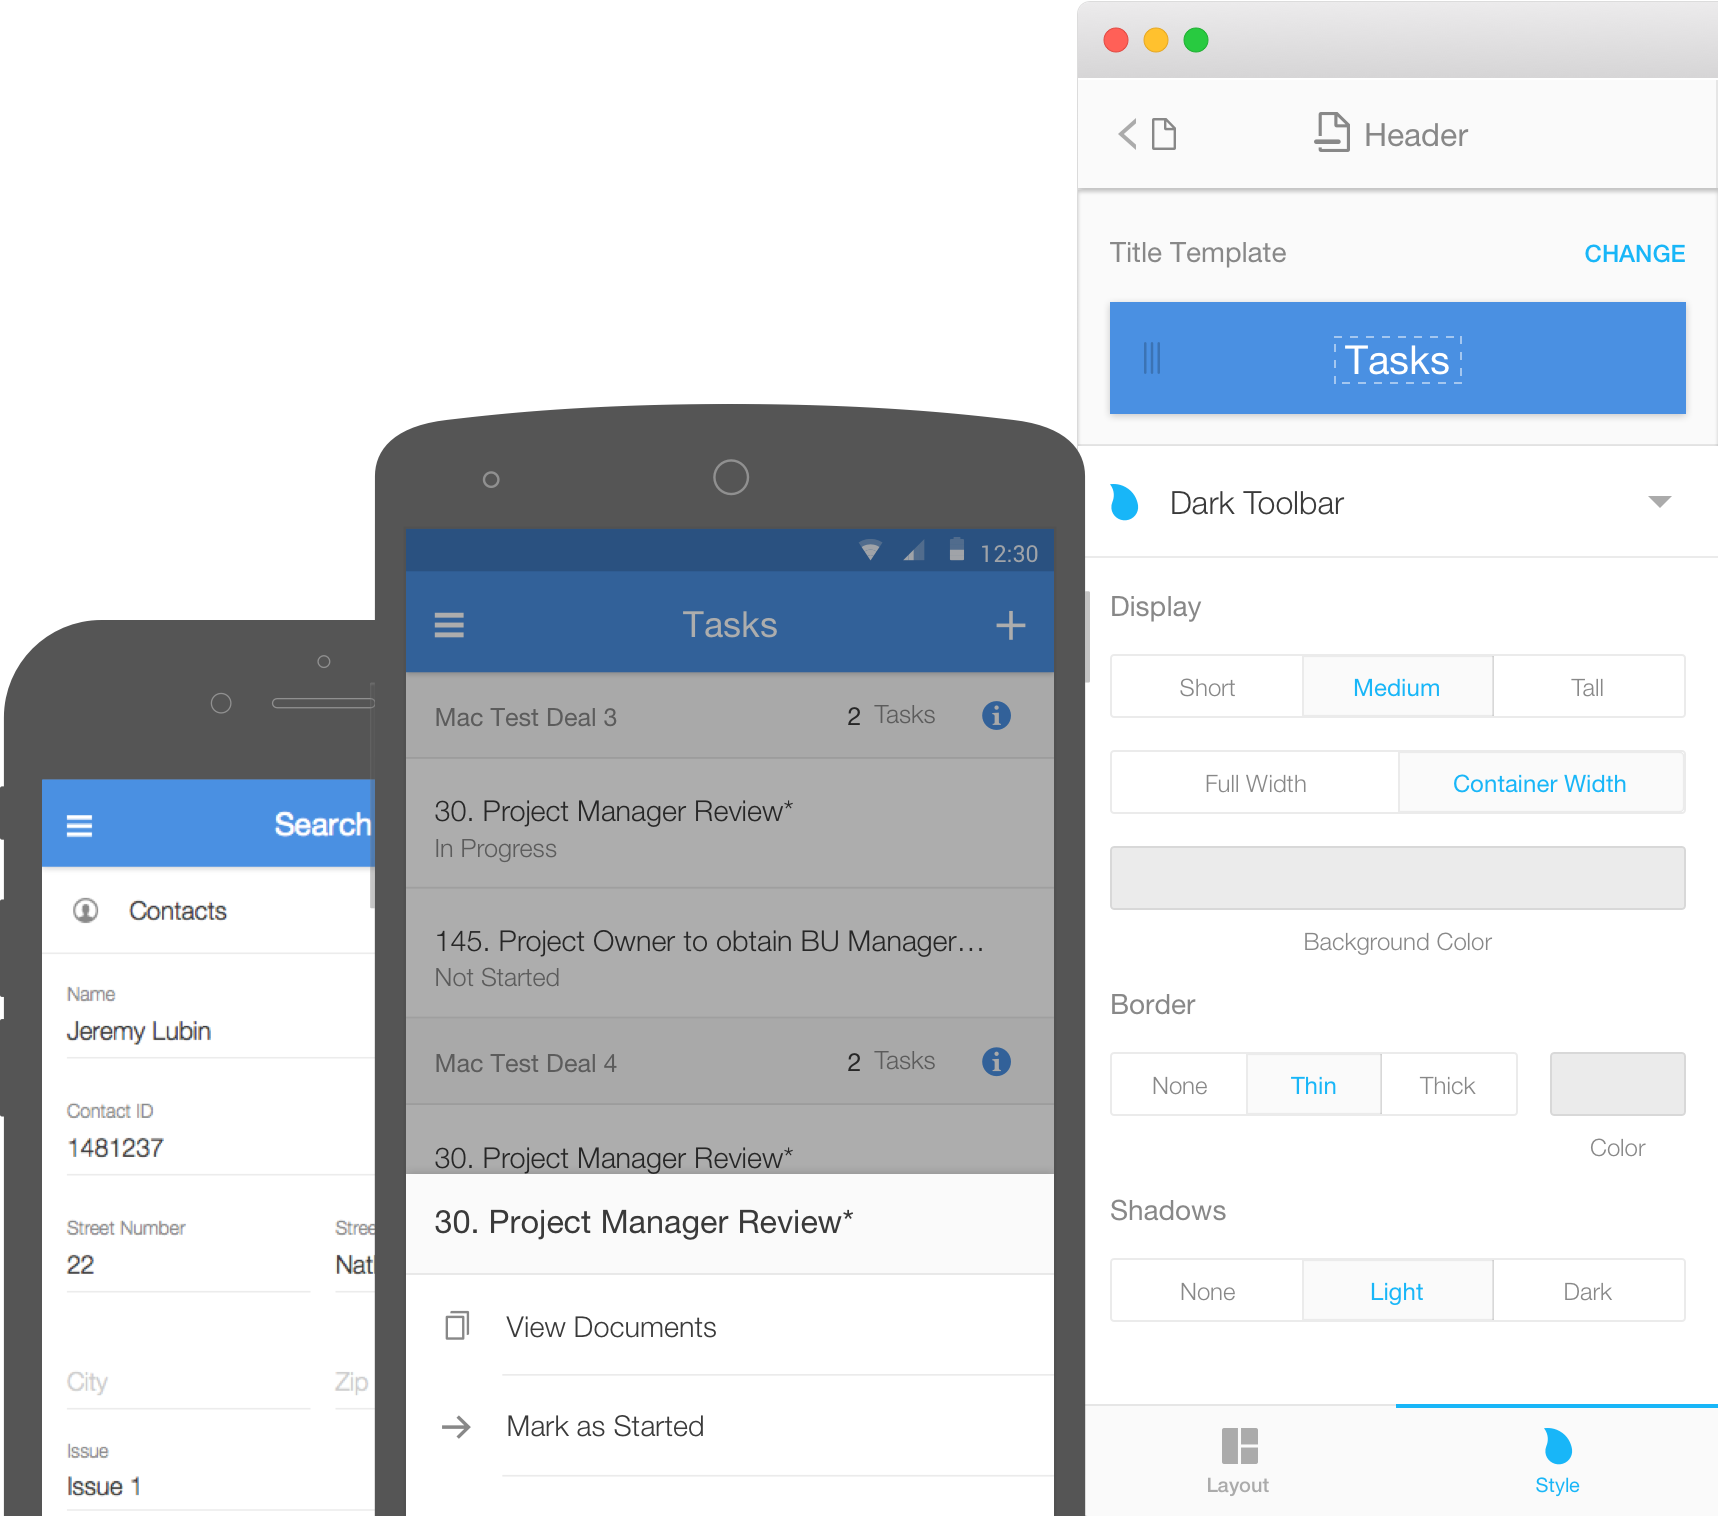 Header
Title Template
CHANGE
Tasks
Dark Toolbar
Display
Short Medium Tall
Full Width Container Width
Background Color
Border
None Thin Thick
Color
Shadows
None Light Dark
Layout Style
12:30
Tasks
Mac Test Deal 3 2 Tasks
30. Project Manager Review*
In Progress
145. Project Owner to obtain BU Manager...
Not Started
Mac Test Deal 4 2 Tasks
30. Project Manager Review*
30. Project Manager Review*
View Documents
Mark as Started
Search
Contacts
Name
Jeremy Lubin
Contact ID
1481237
Street Number
22
City
Zip
Issue
Issue 1